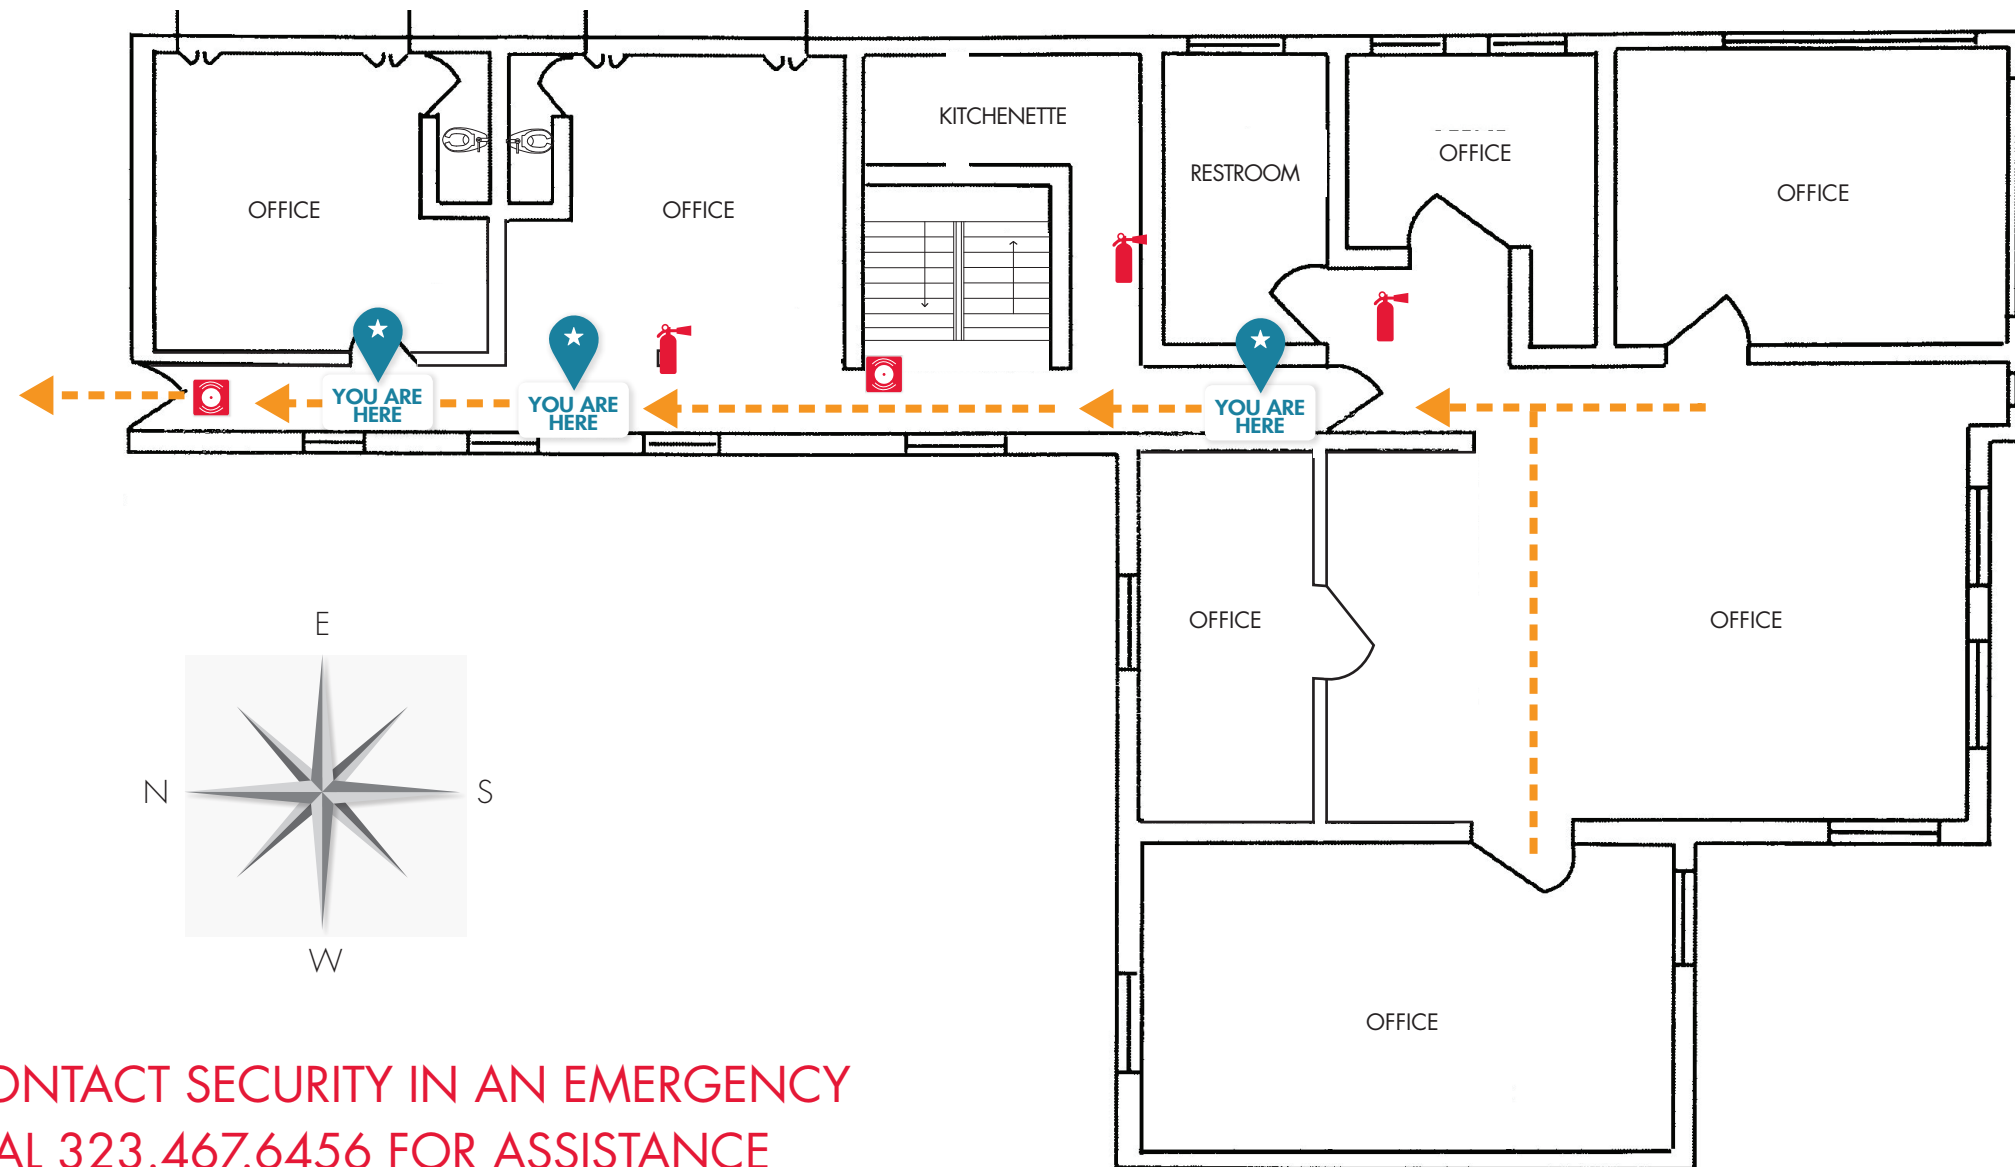 KITCHENETTE
OFFICE
RESTROOM
OFFICE
OFFICE
OFFICE
YOU ARE
HERE
YOU ARE
HERE
YOU ARE
HERE
OFFICE
OFFICE
E
N
S
W
OFFICE
ONTACT SECURITY IN AN EMERGENCY
AL 323.467.6456 FOR ASSISTANCE